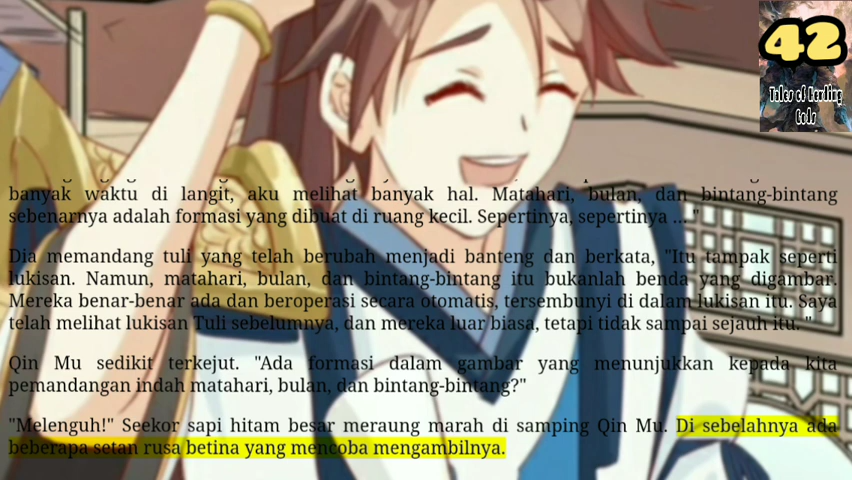 42
Tales of Herding
Gods
banyak waktu di langit, aku melihat banyak hal. Matahari, bulan, dan bintang-bintang
sebenarnya adalah formasi yang dibuat di ruang kecil. Sepertinya, sepertinya ... "
Dia memandang tuli yang telah berubah menjadi banteng dan berkata, "Itu tampak seperti
lukisan. Namun, matahari, bulan, dan bintang-bintang itu bukanlah benda yang digambar.
Mereka benar-benar ada dan beroperasi secara otomatis, tersembunyi di dalam lukisan itu. Saya
telah melihat lukisan Tuli sebelumnya, dan mereka luar biasa, tetapi tidak sampai sejauh itu. "
Qin Mu sedikit terkejut. "Ada formasi dalam gambar yang menunjukkan kepada kita
pemandangan indah matahari, bulan, dan bintang-bintang?"
"Melenguh!" Seekor sapi hitam besar meraung marah di samping Qin Mu. Di sebelahnya ada
beberapa setan rusa betina yang mencoba mengambilnya.